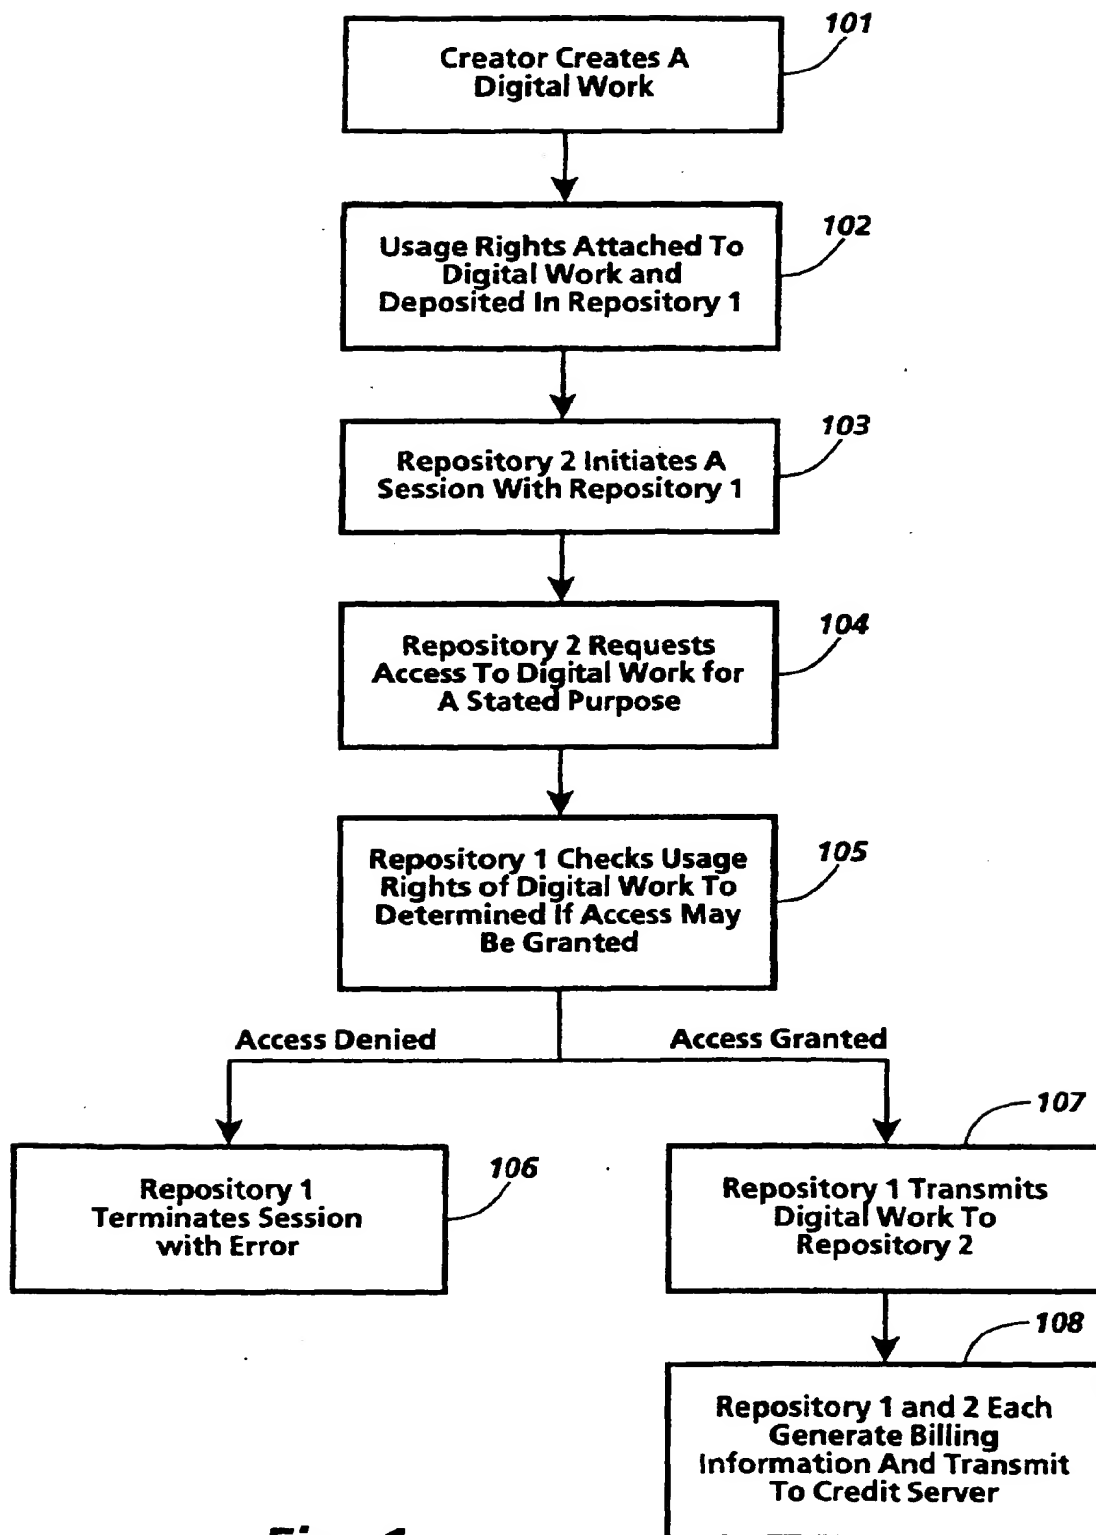 101
Creator Creates A
Digital Work
102
Usage Rights Attached To
Digital Work and
Deposited In Repository 1
103
Repository 2 Initiates A
Session With Repository 1
104
Repository 2 Requests
Access To Digital Work for
A Stated Purpose
105
Repository 1 Checks Usage
Rights of Digital Work To
Determined If Access May
Be Granted
Access Denied
Access Granted
106
Repository 1
Terminates Session
with Error
107
Repository 1 Transmits
Digital Work To
Repository 2
108
Repository 1 and 2 Each
Generate Billing
Information And Transmit
To Credit Server